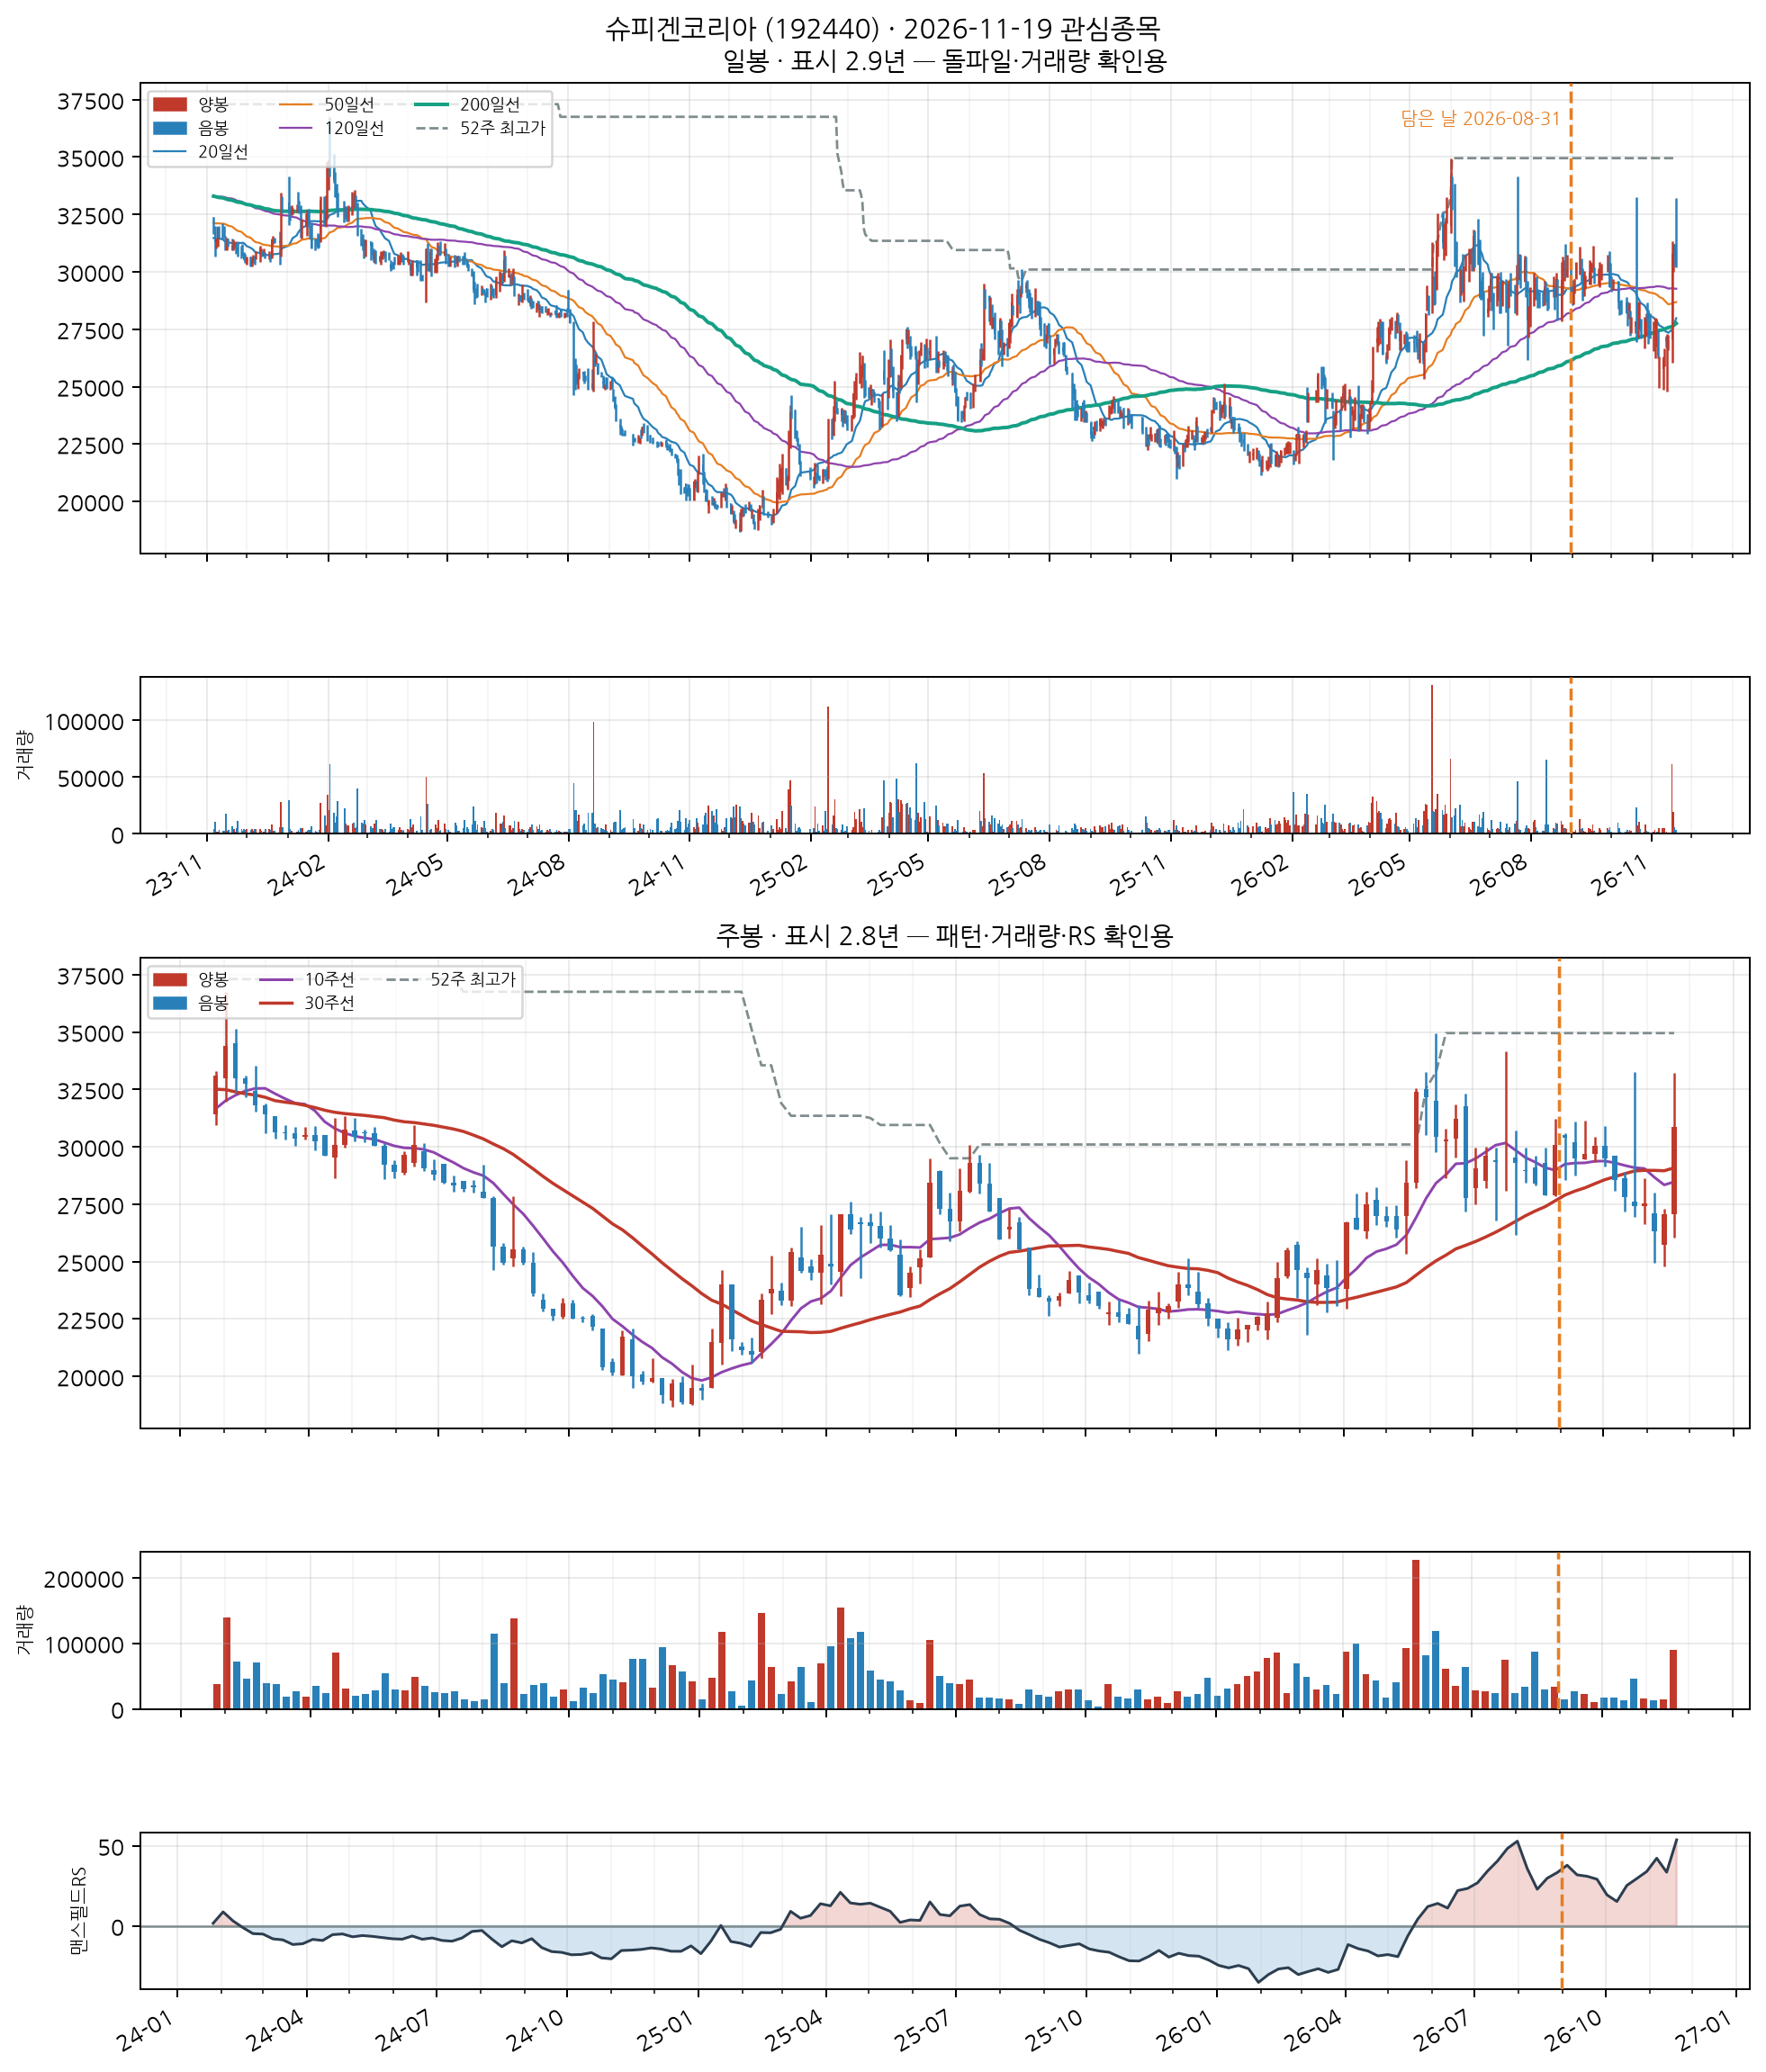 슈피겐코리아 (192440) · 2026-11-19 관심종목
일봉 · 표시 2.9년 — 돌파일·거래량 확인용
양봉
음봉
20일선
50일선
120일선
200일선
52주 최고가
담은 날 2026-08-31
37500
35000
32500
30000
27500
25000
22500
20000
거래량
100000
50000
0
23-11
24-02
24-05
24-08
24-11
25-02
25-05
25-08
25-11
26-02
26-05
26-08
26-11
주봉 · 표시 2.8년 — 패턴·거래량·RS 확인용
양봉
음봉
10주선
30주선
52주 최고가
37500
35000
32500
30000
27500
25000
22500
20000
거래량
200000
100000
0
맨스필드RS
50
0
24-01
24-04
24-07
24-10
25-01
25-04
25-07
25-10
26-01
26-04
26-07
26-10
27-01